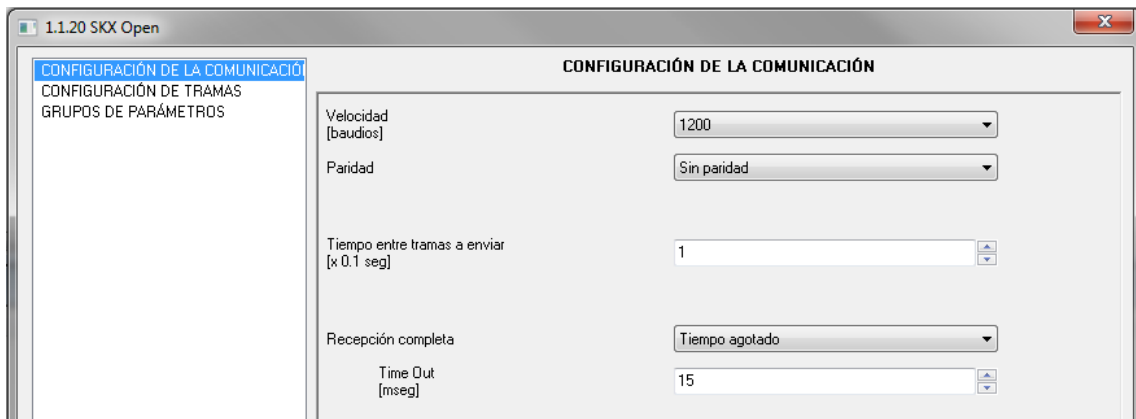 1.1.20 SKX Open
CONFIGURACIÓN DE LA COMUNICACIÓ
CONFIGURACIÓN DE TRAMAS
GRUPOS DE PARÁMETROS
CONFIGURACIÓN DE LA COMUNICACIÓN
Velocidad
[baudios]
1200
Paridad
Sin paridad
Tiempo entre tramas a enviar
[x 0.1 seg]
1
Recepción completa
Tiempo agotado
Time Out
[mseg]
15